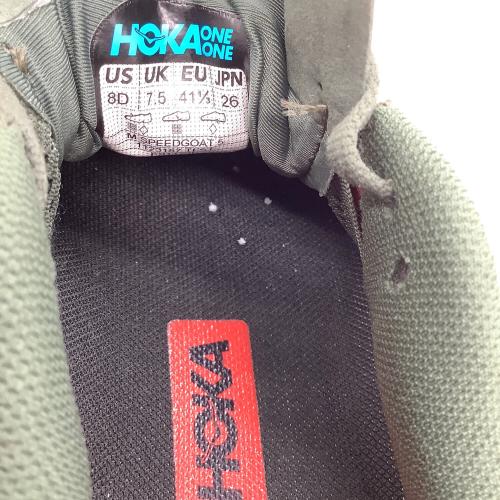 HOKA ONE ONE
US UK EU JPN
8D 7.5 41⅓ 26
M SPEEDGOAT 5
HOKA